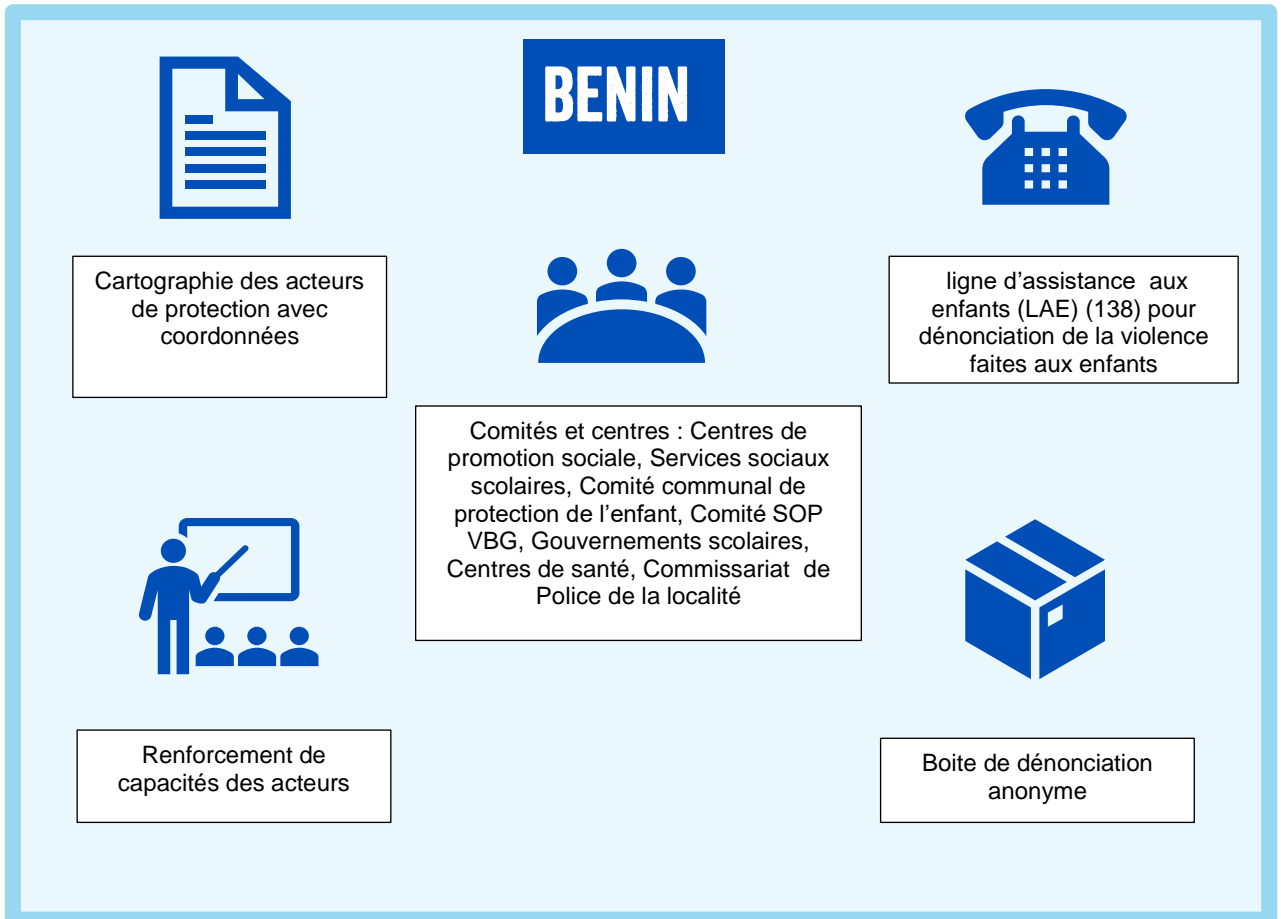 BENIN
Cartographie des acteurs
de protection avec
coordonnées
ligne d’assistance aux
enfants (LAE) (138) pour
dénonciation de la violence
faites aux enfants
Comités et centres : Centres de
promotion sociale, Services sociaux
scolaires, Comité communal de
protection de l’enfant, Comité SOP
VBG, Gouvernements scolaires,
Centres de santé, Commissariat de
Police de la localité
Renforcement de
capacités des acteurs
Boite de dénonciation
anonyme